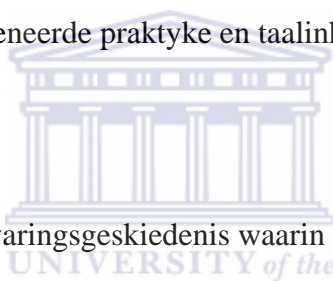 eneerde praktyke en taalink
varingsgeskiedenis waarin
UNIVERSITY of the